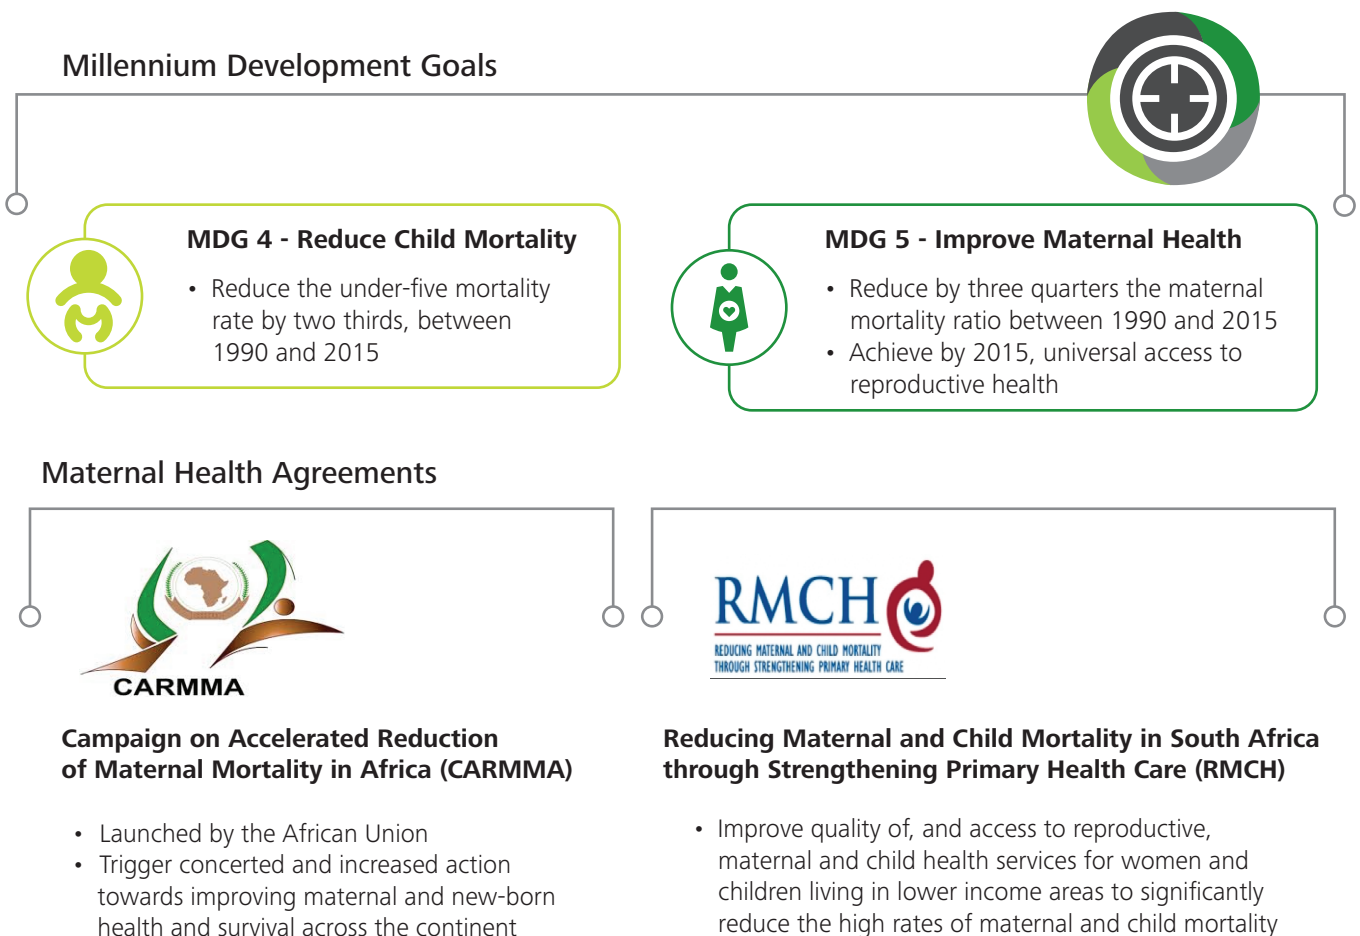 Millennium Development Goals
MDG 4 - Reduce Child Mortality
• Reduce the under-five mortality
rate by two thirds, between
1990 and 2015
MDG 5 - Improve Maternal Health
• Reduce by three quarters the maternal
mortality ratio between 1990 and 2015
• Achieve by 2015, universal access to
reproductive health
Maternal Health Agreements
CARMMA
Campaign on Accelerated Reduction
of Maternal Mortality in Africa (CARMMA)
• Launched by the African Union
• Trigger concerted and increased action
towards improving maternal and new-born
health and survival across the continent
RMCH
REDUCING MATERNAL AND CHILD MORTALITY
THROUGH STRENGTHENING PRIMARY HEALTH CARE
Reducing Maternal and Child Mortality in South Africa
through Strengthening Primary Health Care (RMCH)
• Improve quality of, and access to reproductive,
maternal and child health services for women and
children living in lower income areas to significantly
reduce the high rates of maternal and child mortality